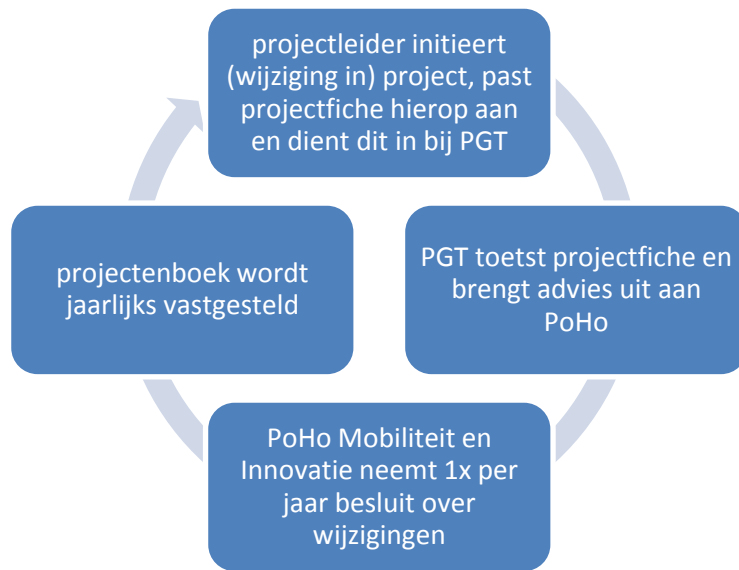 projectleider initieert
(wijziging in) project, past
projectfiche hierop aan
en dient dit in bij PGT
PGT toetst projectfiche en
brengt advies uit aan
PoHo
PoHo Mobiliteit en
Innovatie neemt 1x per
jaar besluit over
wijzigingen
projectenboek wordt
jaarlijks vastgesteld